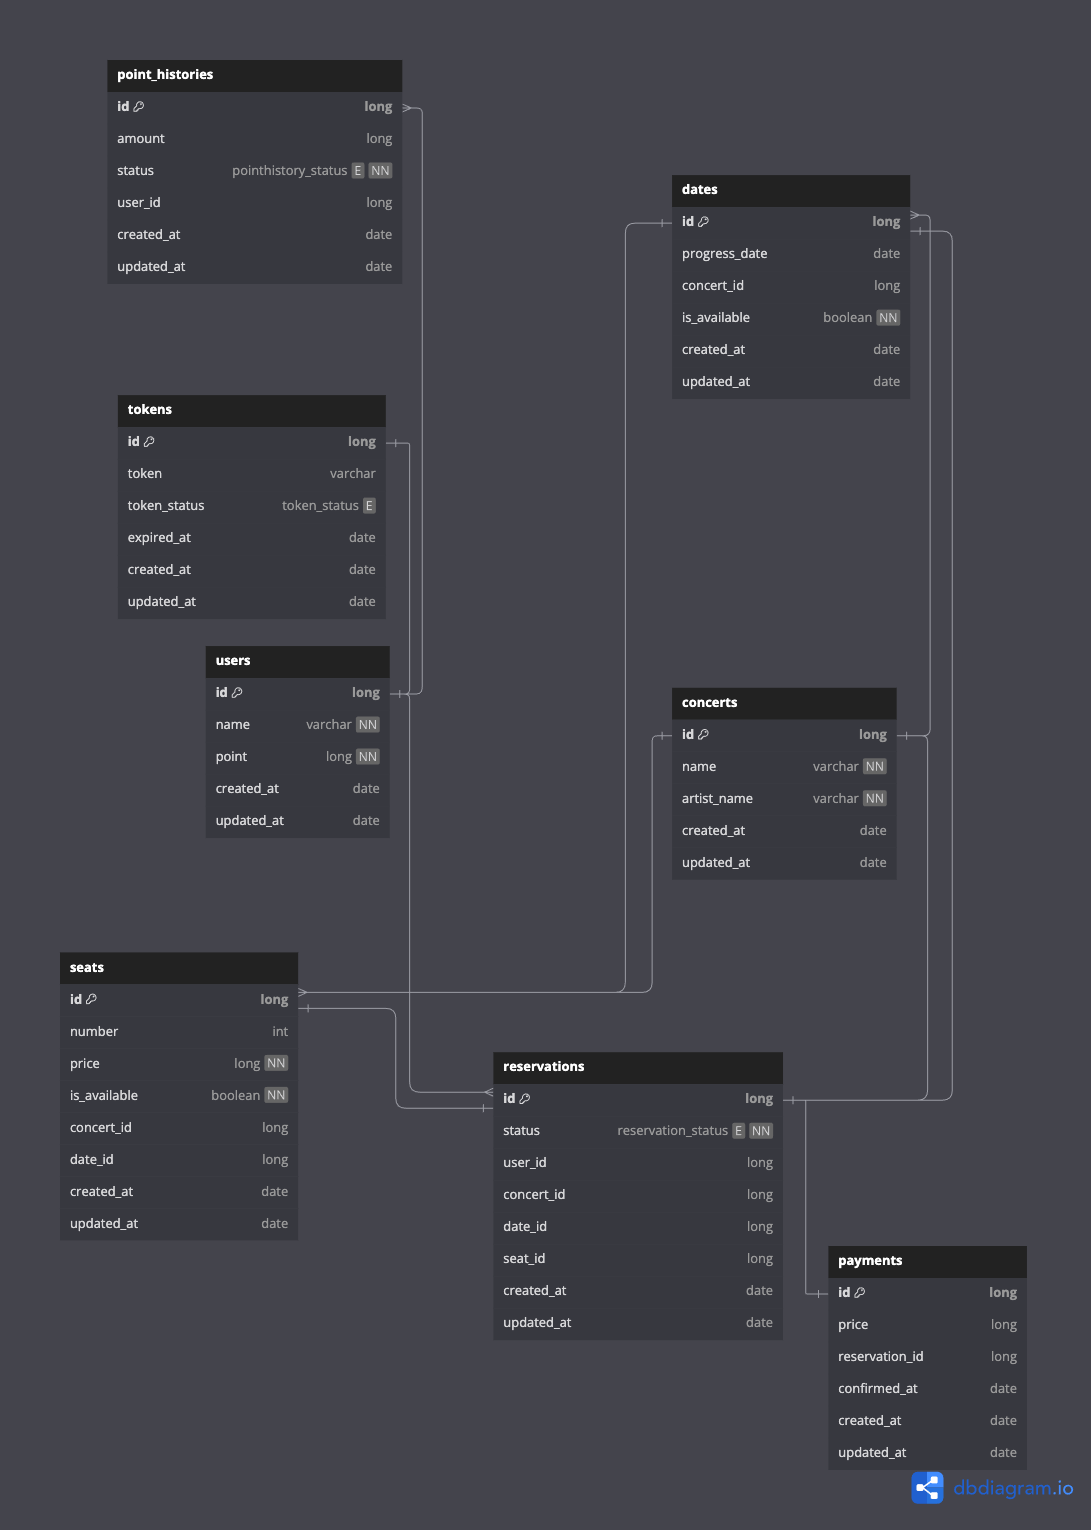 point_histories
id long
amount long
status pointhistory_status E NN
user_id long
created_at date
updated_at date
dates
id long
progress_date date
concert_id long
is_available boolean NN
created_at date
updated_at date
tokens
id long
token varchar
token_status token_status E
expired_at date
created_at date
updated_at date
users
id long
name varchar NN
point long NN
created_at date
updated_at date
concerts
id long
name varchar NN
artist_name varchar NN
created_at date
updated_at date
seats
id long
number int
price long NN
is_available boolean NN
concert_id long
date_id long
created_at date
updated_at date
reservations
id long
status reservation_status E NN
user_id long
concert_id long
date_id long
seat_id long
created_at date
updated_at date
payments
id long
price long
reservation_id long
confirmed_at date
created_at date
updated_at date
dbdiagram.io